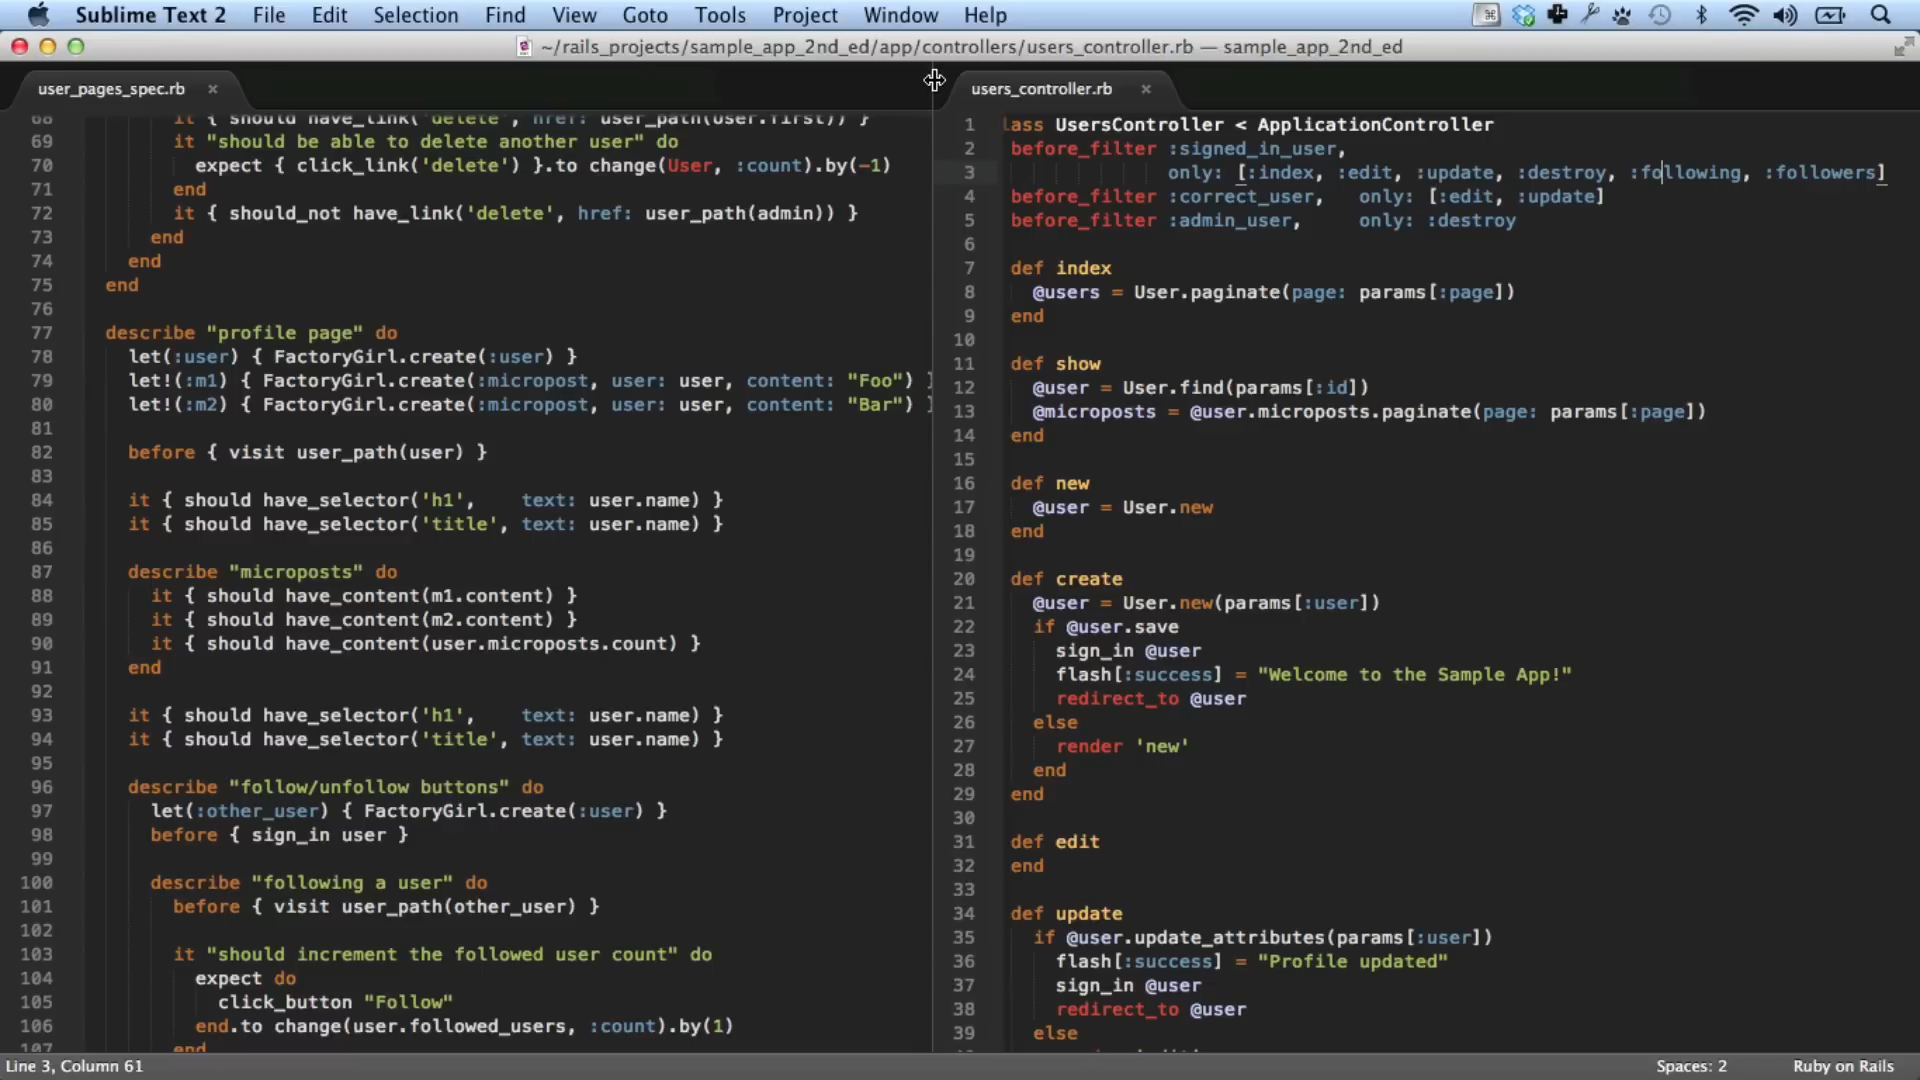 Sublime Text 2 File Edit Selection Find View Goto Tools Project Window Help
~/rails_projects/sample_app_2nd_ed/app/controllers/users_controller.rb — sample_app_2nd_ed
user_pages_spec.rb ×
68 it { should have_link('delete', href: user_path(User.first)) }
69 it "should be able to delete another user" do
70 expect { click_link('delete') }.to change(User, :count).by(-1)
71 end
72 it { should_not have_link('delete', href: user_path(admin)) }
73 end
74 end
75 end
76
77 describe "profile page" do
78 let(:user) { FactoryGirl.create(:user) }
79 let!(:m1) { FactoryGirl.create(:micropost, user: user, content: "Foo") }
80 let!(:m2) { FactoryGirl.create(:micropost, user: user, content: "Bar") }
81
82 before { visit user_path(user) }
83
84 it { should have_selector('h1', text: user.name) }
85 it { should have_selector('title', text: user.name) }
86
87 describe "microposts" do
88 it { should have_content(m1.content) }
89 it { should have_content(m2.content) }
90 it { should have_content(user.microposts.count) }
91 end
92
93 it { should have_selector('h1', text: user.name) }
94 it { should have_selector('title', text: user.name) }
95
96 describe "follow/unfollow buttons" do
97 let(:other_user) { FactoryGirl.create(:user) }
98 before { sign_in user }
99
100 describe "following a user" do
101 before { visit user_path(other_user) }
102
103 it "should increment the followed user count" do
104 expect do
105 click_button "Follow"
106 end.to change(user.followed_users, :count).by(1)
107 end
users_controller.rb ×
1 lass UsersController < ApplicationController
2 before_filter :signed_in_user,
3 only: [:index, :edit, :update, :destroy, :following, :followers]
4 before_filter :correct_user, only: [:edit, :update]
5 before_filter :admin_user, only: :destroy
6
7 def index
8 @users = User.paginate(page: params[:page])
9 end
10
11 def show
12 @user = User.find(params[:id])
13 @microposts = @user.microposts.paginate(page: params[:page])
14 end
15
16 def new
17 @user = User.new
18 end
19
20 def create
21 @user = User.new(params[:user])
22 if @user.save
23 sign_in @user
24 flash[:success] = "Welcome to the Sample App!"
25 redirect_to @user
26 else
27 render 'new'
28 end
29 end
30
31 def edit
32 end
33
34 def update
35 if @user.update_attributes(params[:user])
36 flash[:success] = "Profile updated"
37 sign_in @user
38 redirect_to @user
39 else
Line 3, Column 61
Spaces: 2 Ruby on Rails